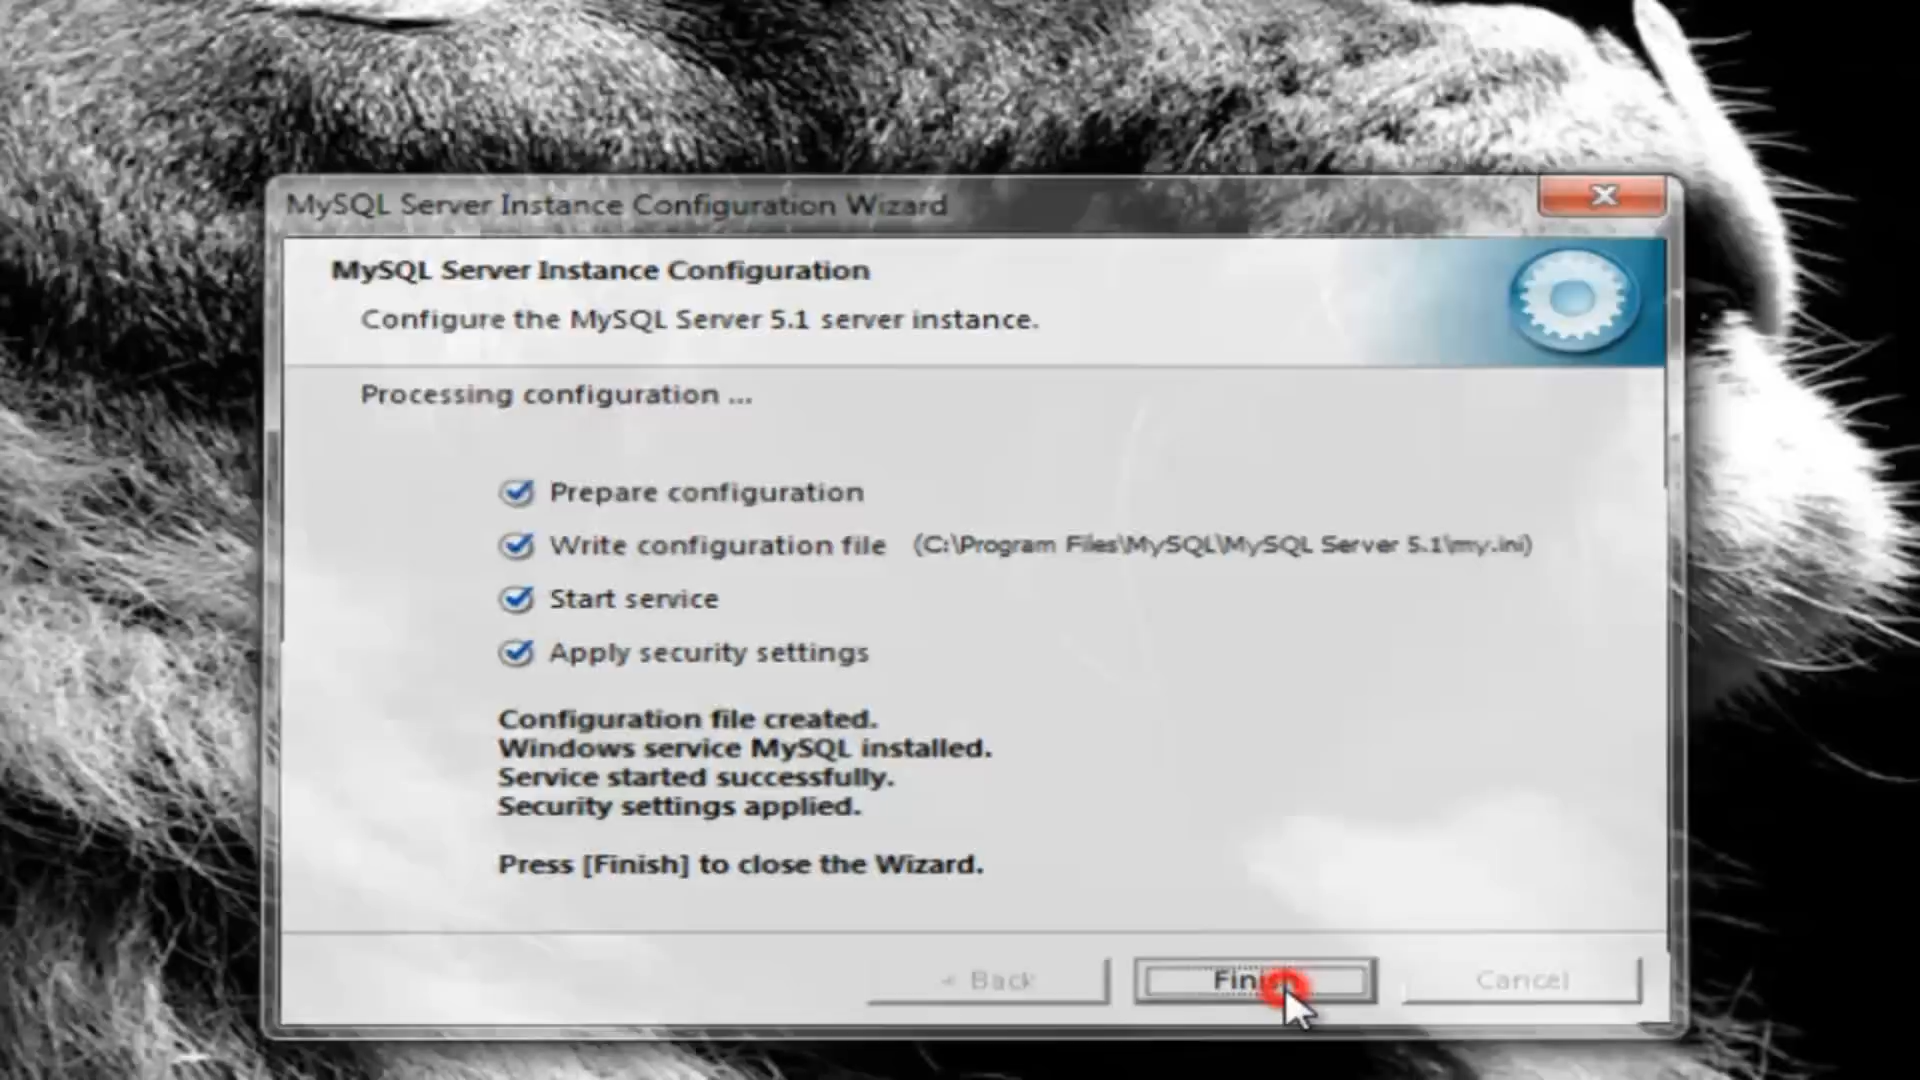 MySQL Server Instance Configuration Wizard
MySQL Server Instance Configuration
Configure the MySQL Server 5.1 server instance.
Processing configuration ...
Prepare configuration
Write configuration file (C:\Program Files\MySQL\MySQL Server 5.1\my.ini)
Start service
Apply security settings
Configuration file created.
Windows service MySQL installed.
Service started successfully.
Security settings applied.
Press [Finish] to close the Wizard.
< Back Finish Cancel